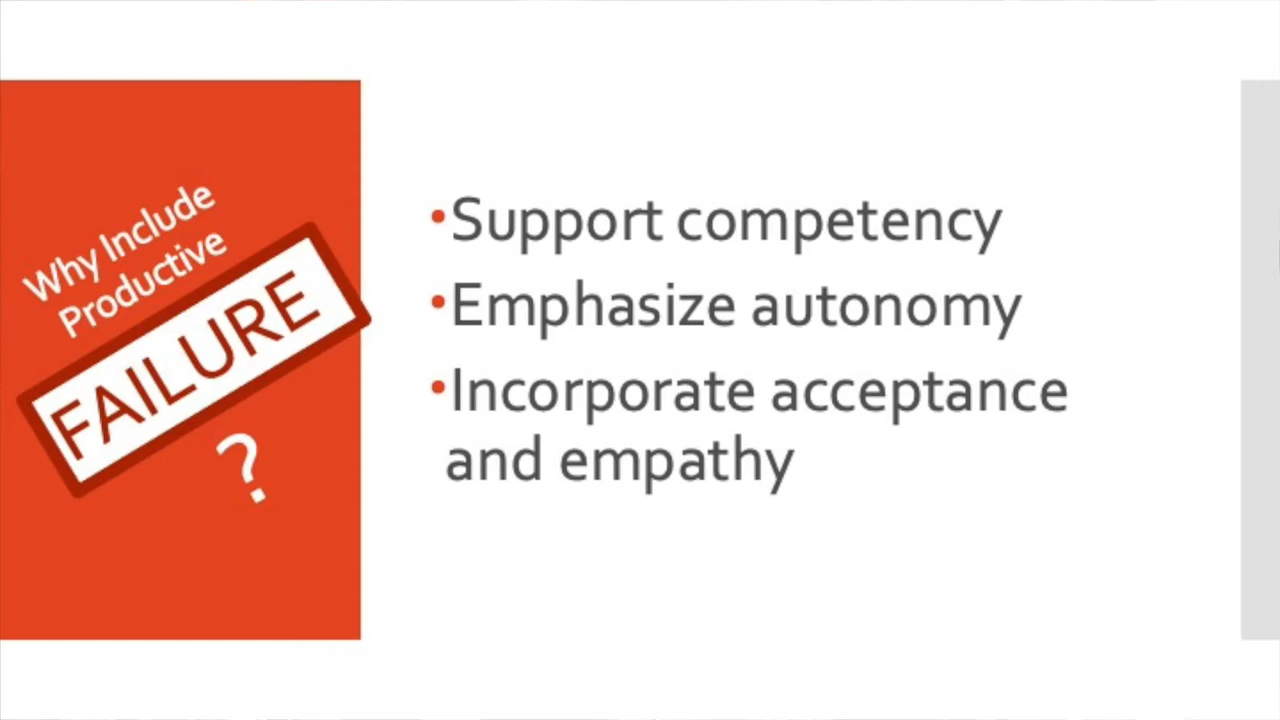 Why Include
Productive
FAILURE
?
•Support competency
•Emphasize autonomy
•Incorporate acceptance
and empathy